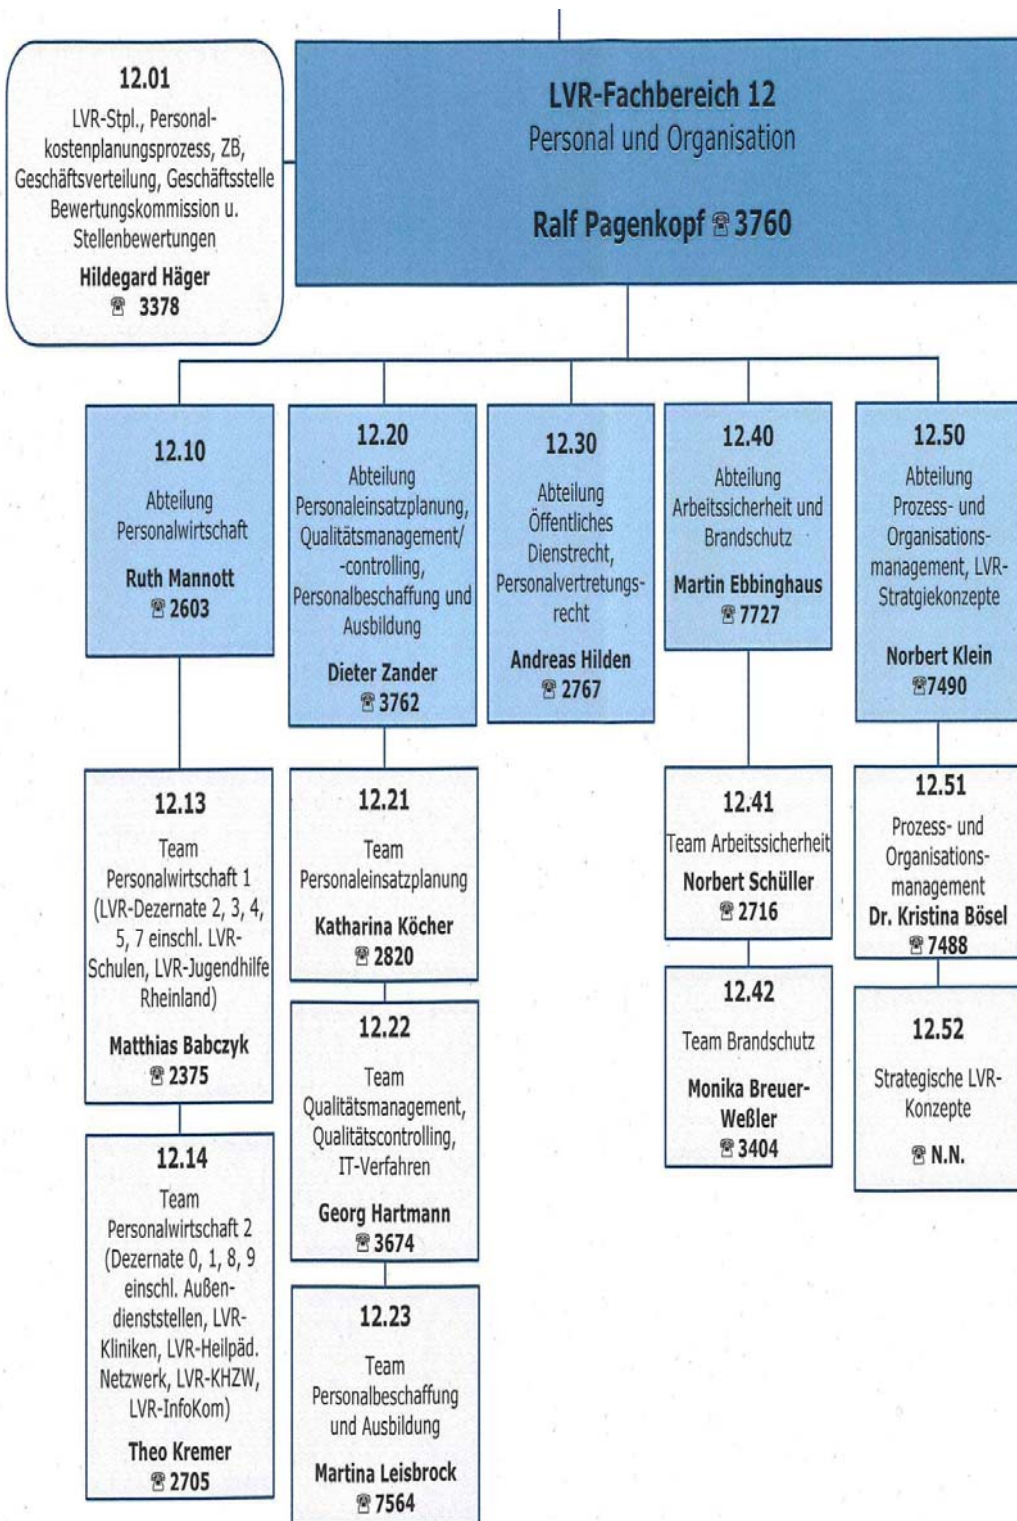 12.01
LVR-Stpl., Personal-
kostenplanungsprozess, ZB,
Geschäftsverteilung, Geschäftsstelle
Bewertungskommission u.
Stellenbewertungen
Hildegard Häger
☎ 3378
LVR-Fachbereich 12
Personal und Organisation
Ralf Pagenkopf ☎ 3760
12.10
Abteilung
Personalwirtschaft
Ruth Mannott
☎ 2603
12.20
Abteilung
Personaleinsatzplanung,
Qualitätsmanagement/
-controlling,
Personalbeschaffung und
Ausbildung
Dieter Zander
☎ 3762
12.30
Abteilung
Öffentliches
Dienstrecht,
Personalvertretungs-
recht
Andreas Hilden
☎ 2767
12.40
Abteilung
Arbeitssicherheit und
Brandschutz
Martin Ebbinghaus
☎ 7727
12.50
Abteilung
Prozess- und
Organisations-
management, LVR-
Stratgiekonzepte
Norbert Klein
☎7490
12.13
Team
Personalwirtschaft 1
(LVR-Dezernate 2, 3, 4,
5, 7 einschl. LVR-
Schulen, LVR-Jugendhilfe
Rheinland)
Matthias Babczyk
☎ 2375
12.14
Team
Personalwirtschaft 2
(Dezernate 0, 1, 8, 9
einschl. Außen-
dienststellen, LVR-
Kliniken, LVR-Heilpäd.
Netzwerk, LVR-KHZW,
LVR-InfoKom)
Theo Kremer
☎ 2705
12.21
Team
Personaleinsatzplanung
Katharina Köcher
☎ 2820
12.22
Team
Qualitätsmanagement,
Qualitätscontrolling,
IT-Verfahren
Georg Hartmann
☎ 3674
12.23
Team
Personalbeschaffung
und Ausbildung
Martina Leisbrock
☎ 7564
12.41
Team Arbeitssicherheit
Norbert Schüller
☎ 2716
12.42
Team Brandschutz
Monika Breuer-
Weßler
☎ 3404
12.51
Prozess- und
Organisations-
management
Dr. Kristina Bösel
☎ 7488
12.52
Strategische LVR-
Konzepte
☎ N.N.